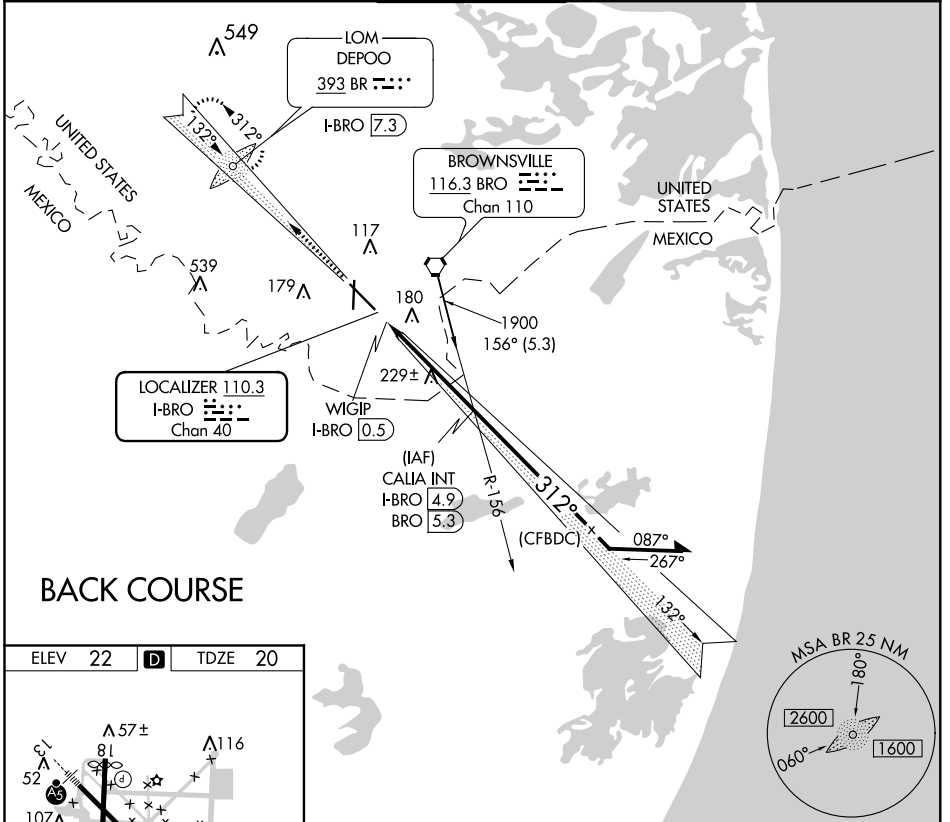 549
LOM
DEPOO
393 BR
I-BRO 7.3
312°
132°
UNITED STATES
MEXICO
BROWNSVILLE
116.3 BRO
Chan 110
UNITED
STATES
MEXICO
117
539
179
180
1900
156° (5.3)
229±
LOCALIZER 110.3
I-BRO
Chan 40
WIGIP
I-BRO 0.5
(IAF)
CALIA INT
I-BRO 4.9
BRO 5.3
R-156
312°
(CFBDC)
087°
267°
132°
BACK COURSE
MSA BR 25 NM
180°
2600
1600
060°
ELEV 22 D TDZE 20
57±
116
13
18
52
P
A5
107